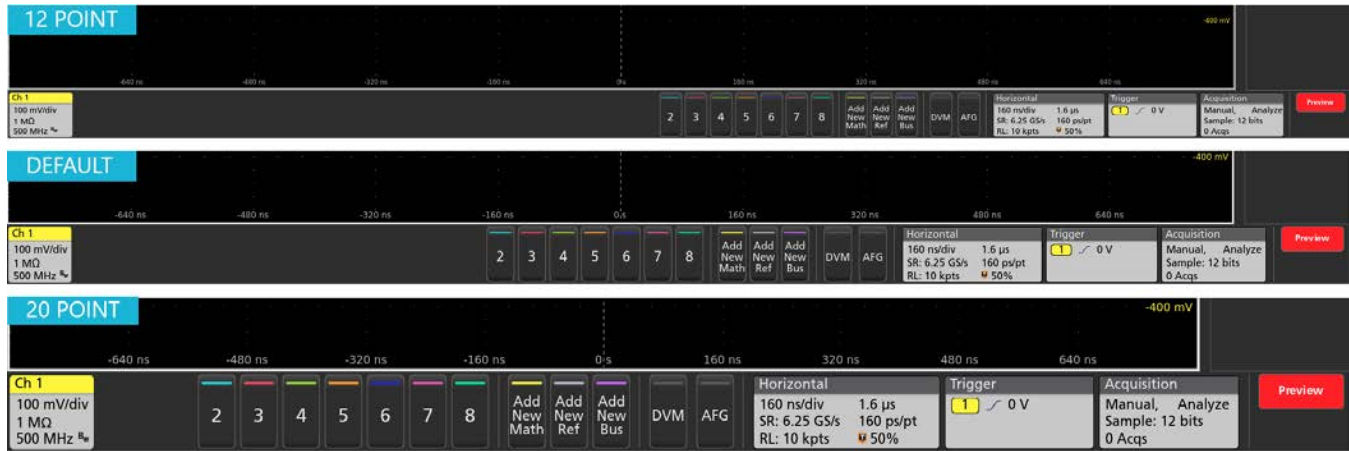 12 POINT
-400 mV
-640 ns -480 ns -320 ns -160 ns 0 s 160 ns 320 ns 480 ns 640 ns
Ch 1
100 mV/div
1 MΩ
500 MHz
2 3 4 5 6 7 8
Add New Math
Add New Ref
Add New Bus
DVM AFG
Horizontal
160 ns/div 1.6 µs
SR: 6.25 GS/s 160 ps/pt
RL: 10 kpts 50%
Trigger
1 0 V
Acquisition
Manual, Analyze
Sample: 12 bits
0 Acqs
Preview
DEFAULT
-400 mV
-640 ns -480 ns -320 ns -160 ns 0 s 160 ns 320 ns 480 ns 640 ns
Ch 1
100 mV/div
1 MΩ
500 MHz
2 3 4 5 6 7 8
Add New Math
Add New Ref
Add New Bus
DVM AFG
Horizontal
160 ns/div 1.6 µs
SR: 6.25 GS/s 160 ps/pt
RL: 10 kpts 50%
Trigger
1 0 V
Acquisition
Manual, Analyze
Sample: 12 bits
0 Acqs
Preview
20 POINT
-400 mV
-640 ns -480 ns -320 ns -160 ns 0 s 160 ns 320 ns 480 ns 640 ns
Ch 1
100 mV/div
1 MΩ
500 MHz
2 3 4 5 6 7 8
Add New Math
Add New Ref
Add New Bus
DVM AFG
Horizontal
160 ns/div 1.6 µs
SR: 6.25 GS/s 160 ps/pt
RL: 10 kpts 50%
Trigger
1 0 V
Acquisition
Manual, Analyze
Sample: 12 bits
0 Acqs
Preview